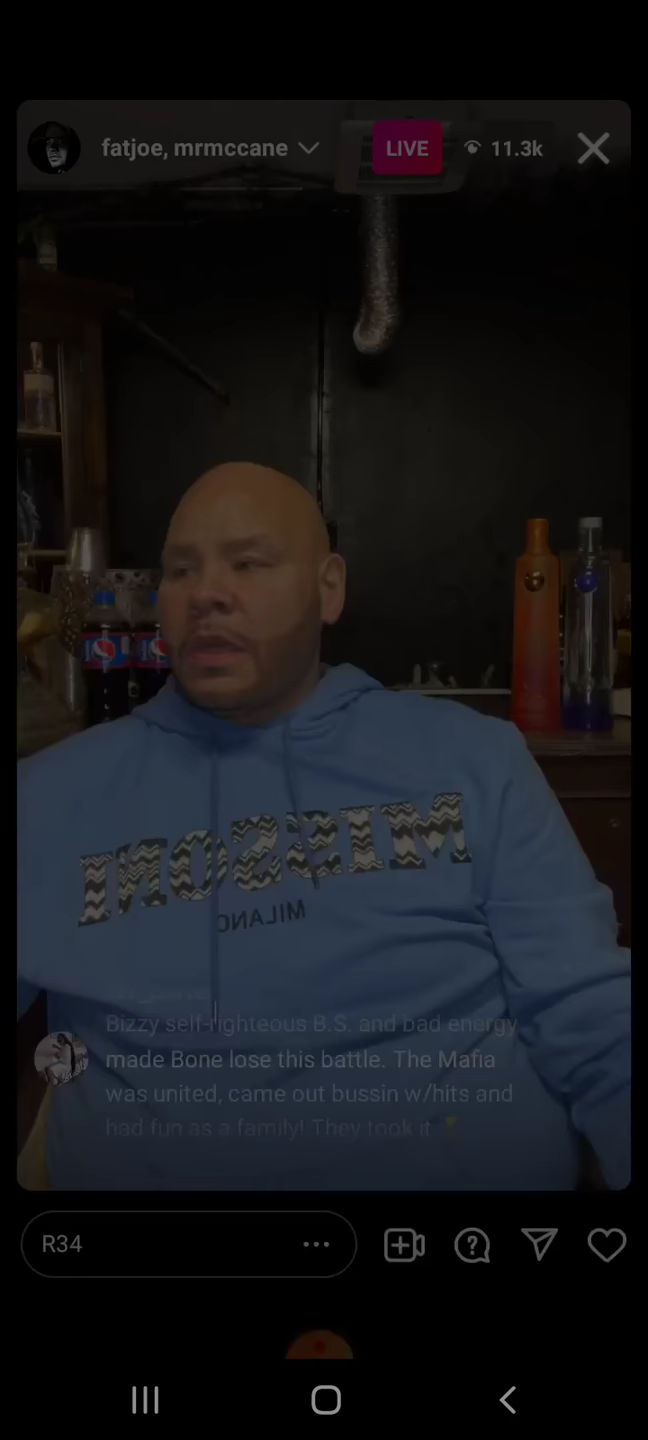 fatjoe, mrmccane
LIVE
11.3k
MISSONI
MILANO
Bizzy self-righteous B.S. and bad energy
made Bone lose this battle. The Mafia
was united, came out bussin w/hits and
had fun as a family! They took it
R34